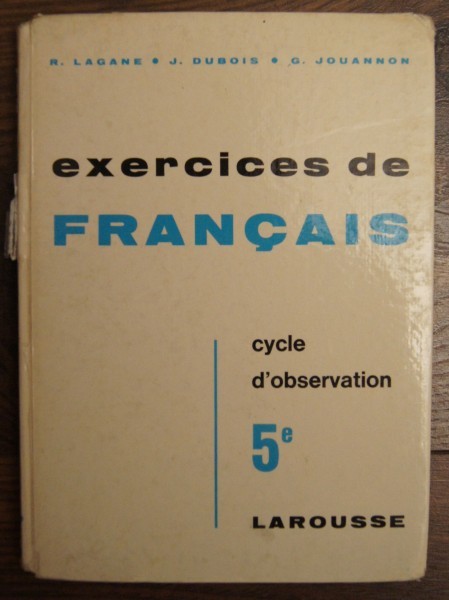 R. LAGANE • J. DUBOIS • G. JOUANNON
exercices de
FRANÇAIS
cycle
d'observation
5e
LAROUSSE